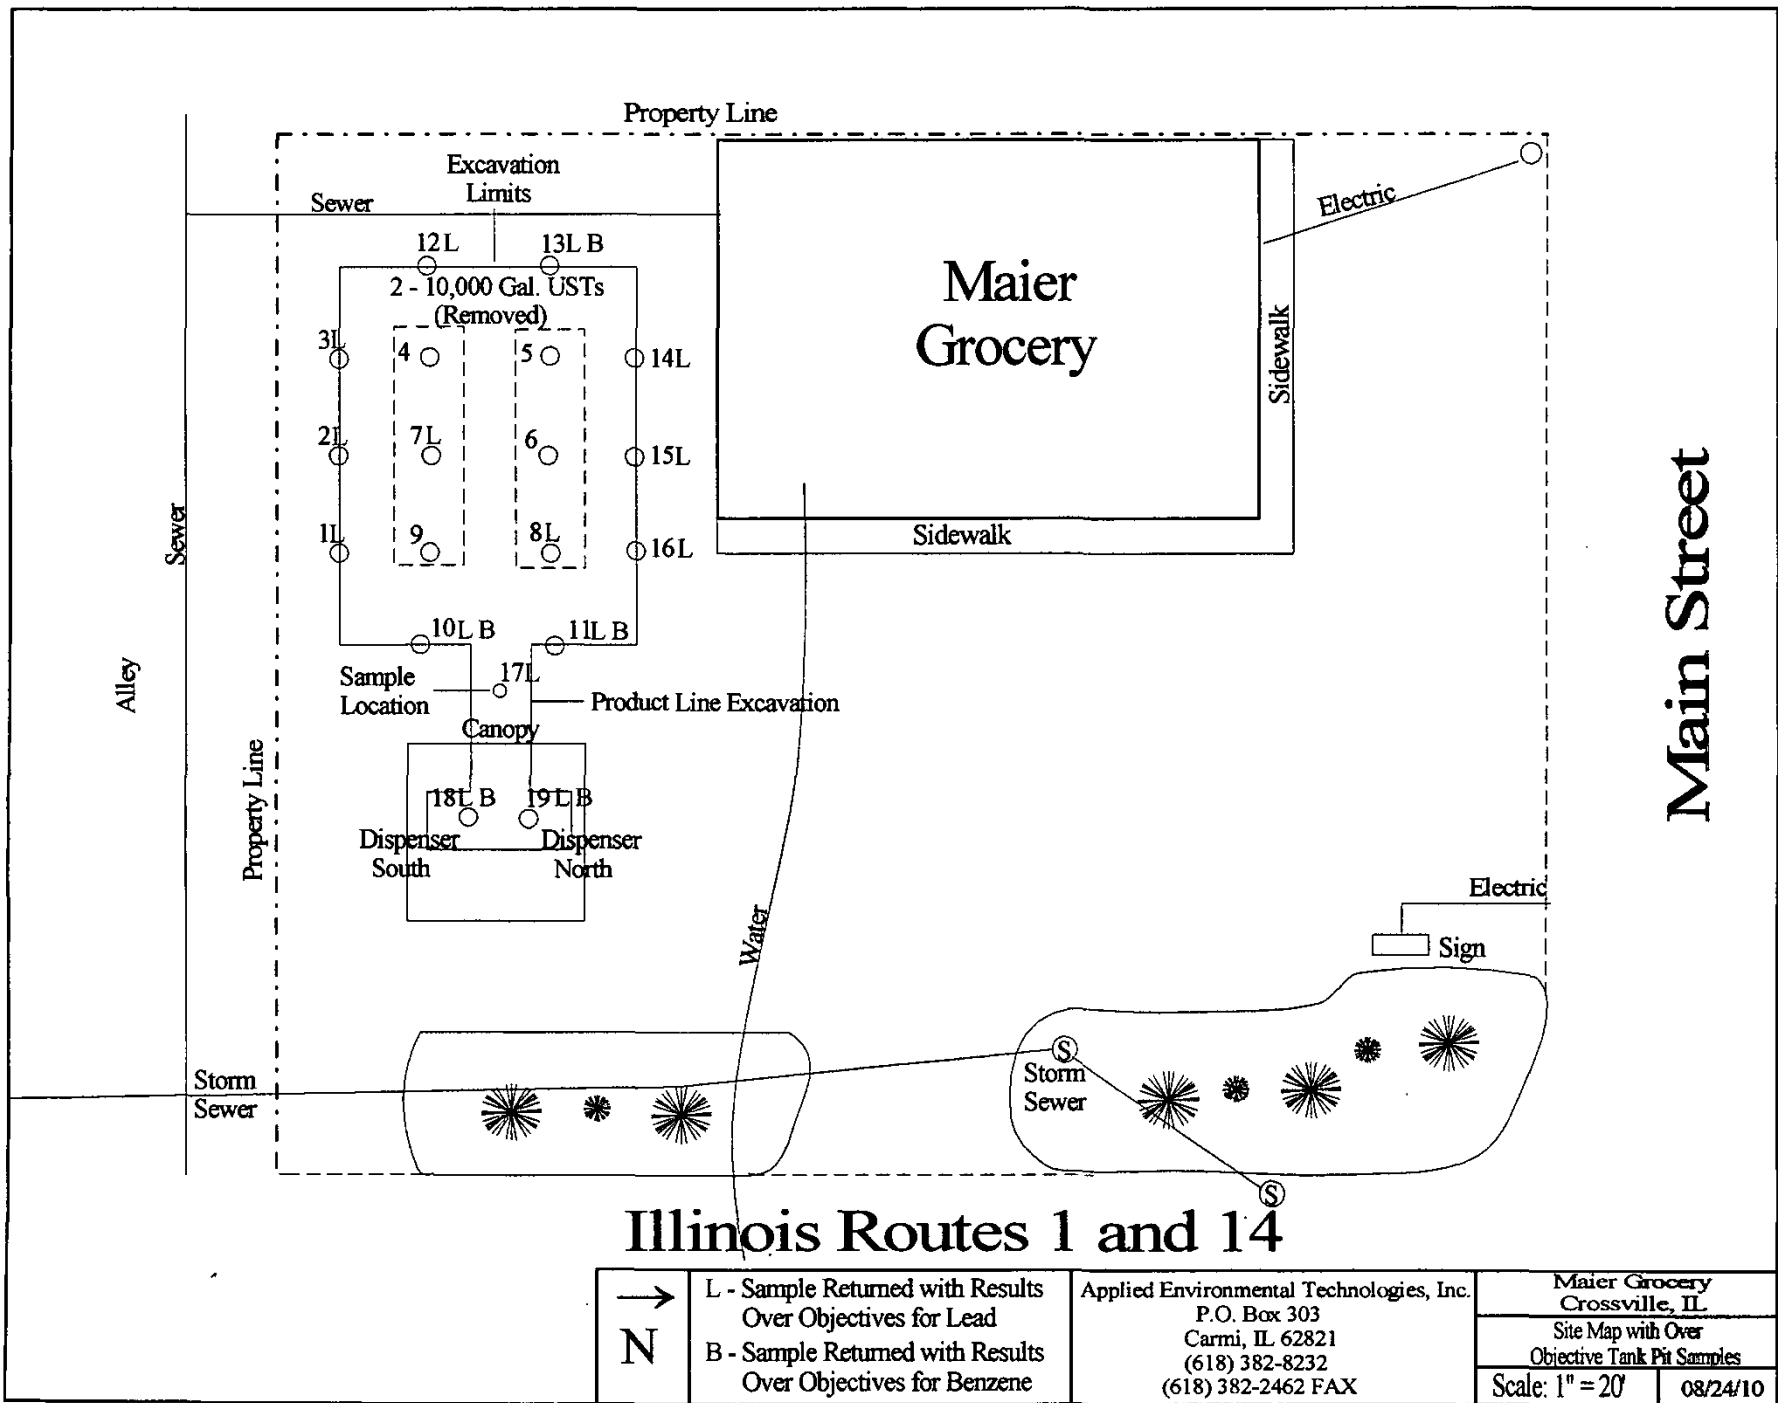 Property Line
Excavation
Limits
Sewer
Electric
12L
13L B
2 - 10,000 Gal. USTs
(Removed)
Maier
Grocery
3L
4
5
14L
Sidewalk
2L
7L
6
15L
1L
9
8L
16L
Sidewalk
Sewer
Main Street
10L B
11L B
Alley
Sample
Location
17L
Product Line Excavation
Canopy
Property Line
18L B
19L B
Dispenser
South
Dispenser
North
Electric
Water
Sign
S
Storm
Sewer
Storm
Sewer
S
Illinois Routes 1 and 14
N
L - Sample Returned with Results
Over Objectives for Lead
B - Sample Returned with Results
Over Objectives for Benzene
Applied Environmental Technologies, Inc.
P.O. Box 303
Carmi, IL 62821
(618) 382-8232
(618) 382-2462 FAX
Maier Grocery
Crossville, IL
Site Map with Over
Objective Tank Pit Samples
Scale: 1" = 20'
08/24/10